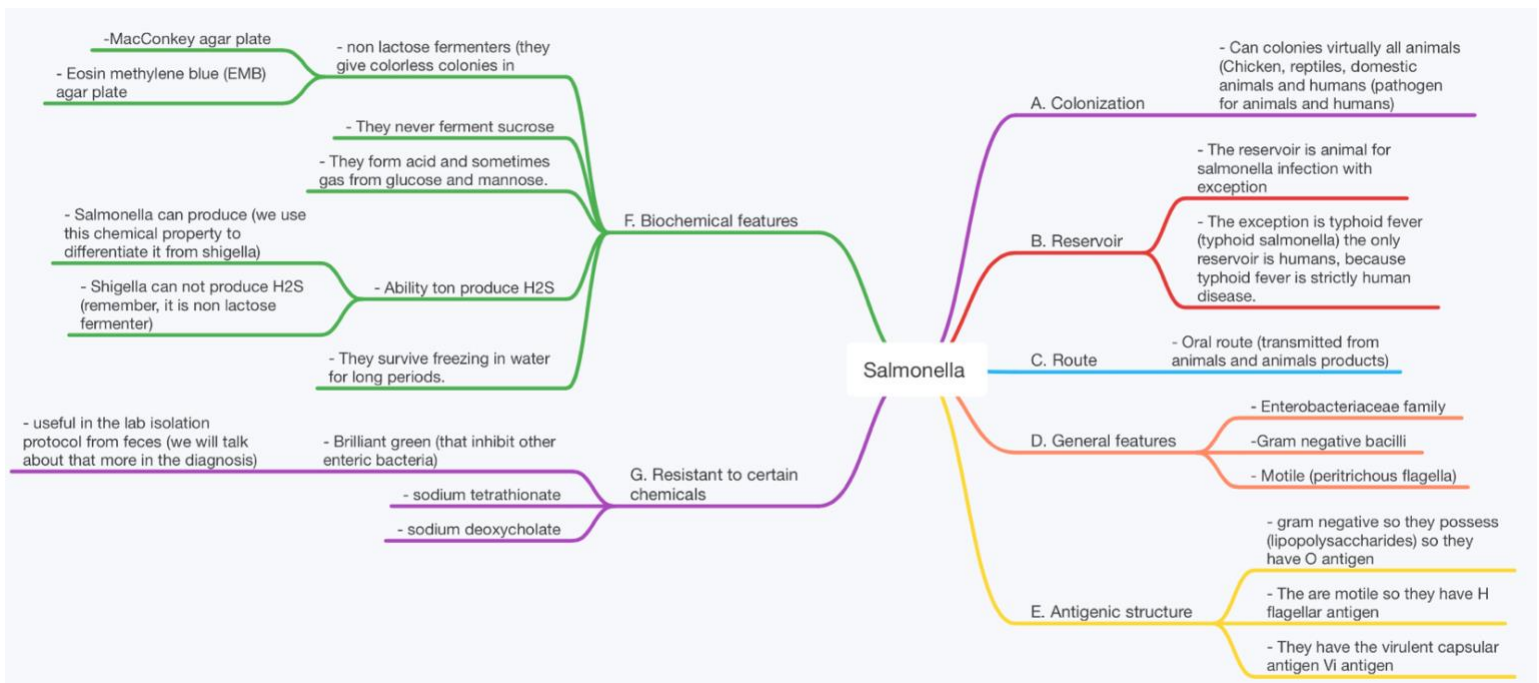 Salmonella
A. Colonization
- Can colonies virtually all animals
(Chicken, reptiles, domestic
animals and humans (pathogen
for animals and humans)
B. Reservoir
- The reservoir is animal for
salmonella infection with
exception
- The exception is typhoid fever
(typhoid salmonella) the only
reservoir is humans, because
typhoid fever is strictly human
disease.
C. Route
- Oral route (transmitted from
animals and animals products)
D. General features
- Enterobacteriaceae family
-Gram negative bacilli
- Motile (peritrichous flagella)
E. Antigenic structure
- gram negative so they possess
(lipopolysaccharides) so they
have O antigen
- The are motile so they have H
flagellar antigen
- They have the virulent capsular
antigen Vi antigen
F. Biochemical features
- non lactose fermenters (they
give colorless colonies in
-MacConkey agar plate
- Eosin methylene blue (EMB)
agar plate
- They never ferment sucrose
- They form acid and sometimes
gas from glucose and mannose.
- Ability ton produce H2S
- Salmonella can produce (we use
this chemical property to
differentiate it from shigella)
- Shigella can not produce H2S
(remember, it is non lactose
fermenter)
- They survive freezing in water
for long periods.
G. Resistant to certain
chemicals
- Brilliant green (that inhibit other
enteric bacteria)
- useful in the lab isolation
protocol from feces (we will talk
about that more in the diagnosis)
- sodium tetrathionate
- sodium deoxycholate